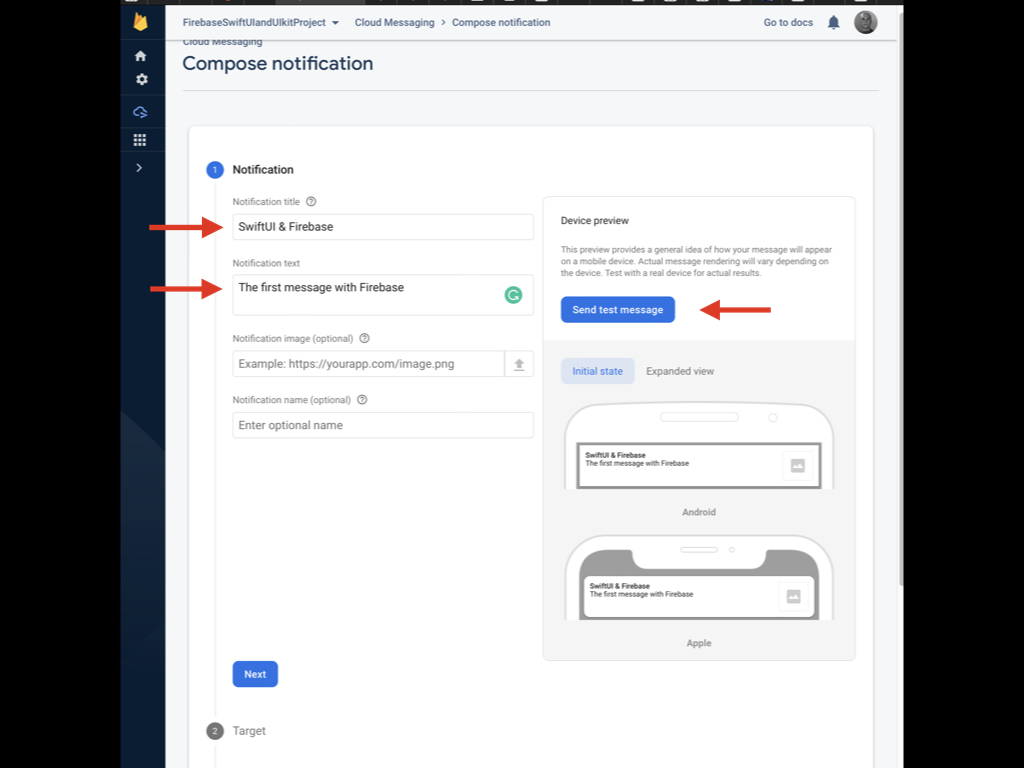 FirebaseSwiftUIandUIkitProject
Cloud Messaging > Compose notification
Go to docs
Cloud Messaging
Compose notification
1 Notification
Notification title
SwiftUI & Firebase
Notification text
The first message with Firebase
Notification image (optional)
Example: https://yourapp.com/image.png
Notification name (optional)
Enter optional name
Device preview
This preview provides a general idea of how your message will appear
on a mobile device. Actual message rendering will vary depending on
the device. Test with a real device for actual results.
Send test message
Initial state
Expanded view
SwiftUI & Firebase
The first message with Firebase
Android
SwiftUI & Firebase
The first message with Firebase
Apple
Next
2 Target